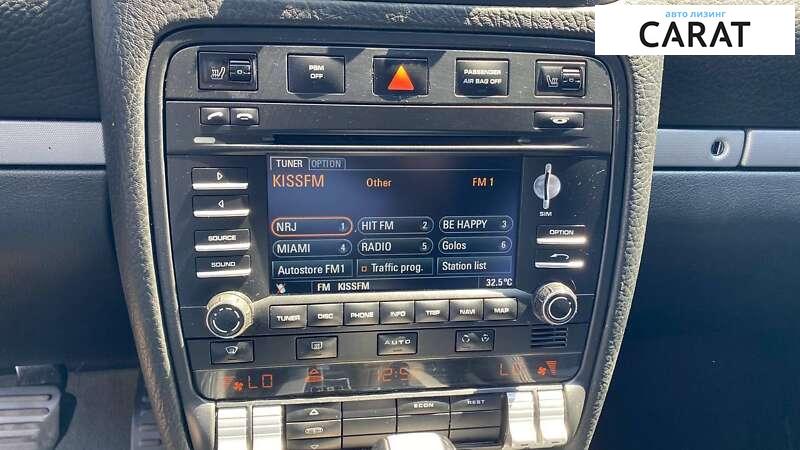 авто лизинг
CARAT
PSM
OFF
PASSENGER
AIR BAG OFF
TUNER OPTION
KISSFM Other FM 1
NRJ 1 HIT FM 2 BE HAPPY 3
MIAMI 4 RADIO 5 Golos 6
Autostore FM1 Traffic prog. Station list
FM KISSFM 32.5°C
SIM
SOURCE
SOUND
OPTION
TUNER DISC PHONE INFO TRIP NAVI MAP
AUTO
LO LO
ECON REST